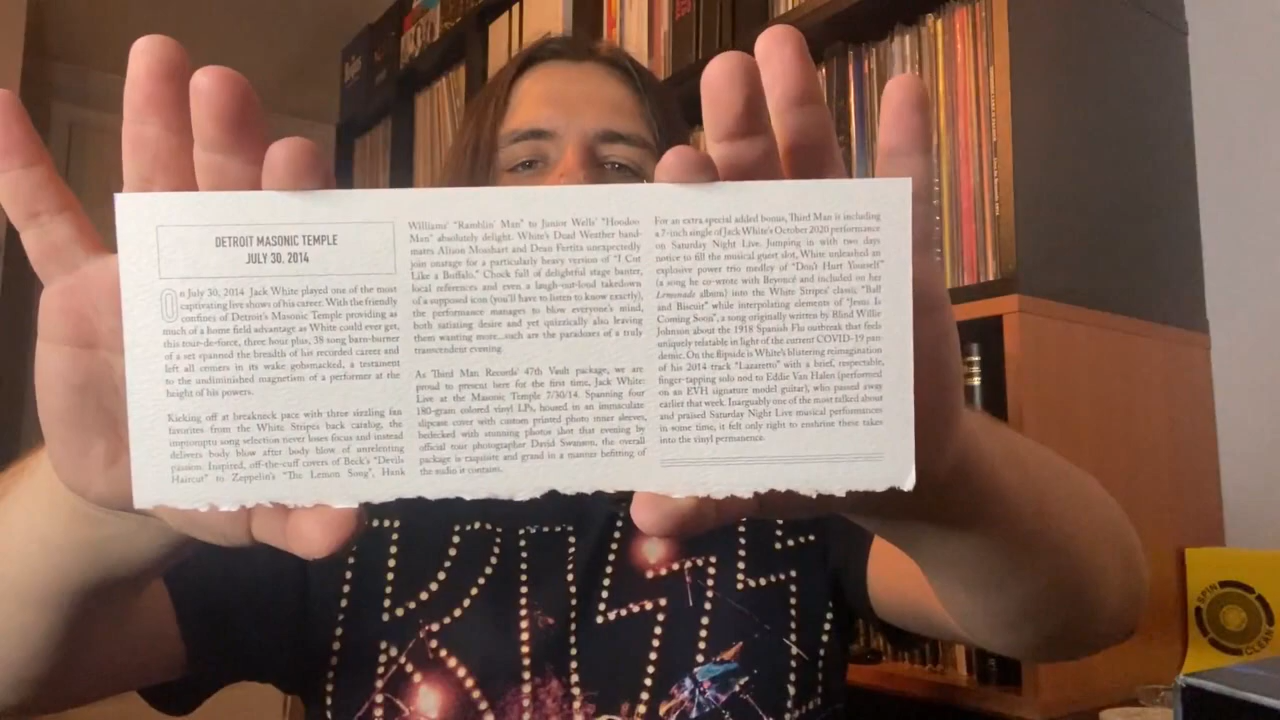 DETROIT MASONIC TEMPLE
JULY 30, 2014
On July 30, 2014 Jack White played one of the most
captivating live shows of his career. With the friendly
confines of Detroit's Masonic Temple providing as
much of a home field advantage as White could ever get,
this tour-de-force, three hour plus, 38 song barn-burner
of a set spanned the breadth of his recorded career and
left all comers in its wake gobsmacked, a testament
to the undiminished magnetism of a performer at the
height of his powers.
Kicking off at breakneck pace with three sizzling fan
favorites from the White Stripes back catalog, the
impromptu song selection never loses focus and instead
delivers body blow after body blow of unrelenting
passion. Inspired, off-the-cuff covers of Beck's "Devils
Haircut" to Zeppelin's "The Lemon Song", Hank
Williams' "Ramblin' Man" to Junior Wells' "Hoodoo
Man" absolutely delight. White's Dead Weather band-
mates Alison Mosshart and Dean Fertita unexpectedly
join onstage for a particularly heavy version of "I Cut
Like a Buffalo." Chock full of delightful stage banter,
local references and even a laugh-out-loud takedown
of a supposed icon (you'll have to listen to know exactly),
the performance manages to blow everyone's mind,
both satisfying desire and yet quizzically also leaving
them wanting more...such are the paradoxes of a truly
transcendent evening.
As Third Man Records' 47th Vault package, we are
proud to present here for the first time, Jack White:
Live at the Masonic Temple 7/30/14. Spanning four
180-gram colored vinyl LPs, housed in an immaculate
slipcase cover with custom printed photo inner sleeves,
bedecked with stunning photos shot that evening by
official tour photographer David Swanson, the overall
package is exquisite and grand in a manner befitting of
the audio it contains.
For an extra special added bonus, Third Man is including
a 7-inch single of Jack White's October 2020 performance
on Saturday Night Live. Jumping in with two days
notice to fill the musical guest slot, White unleashed an
explosive power trio medley of "Don't Hurt Yourself"
(a song he co-wrote with Beyoncé and included on her
Lemonade album) into the White Stripes' classic "Ball
and Biscuit" while interpolating elements of "Jesus Is
Coming Soon", a song originally written by Blind Willie
Johnson about the 1918 Spanish Flu outbreak that feels
uniquely relatable in light of the current COVID-19 pan-
demic. On the flipside is White's blistering reimagination
of his 2014 track "Lazaretto" with a brief, respectable,
finger-tapping solo nod to Eddie Van Halen (performed
on an EVH signature model guitar), who passed away
earlier that week. Inarguably one of the most talked about
and praised Saturday Night Live musical performances
in some time, it felt only right to enshrine these takes
into the vinyl permanence.
KISS
SPIN
CLEAN